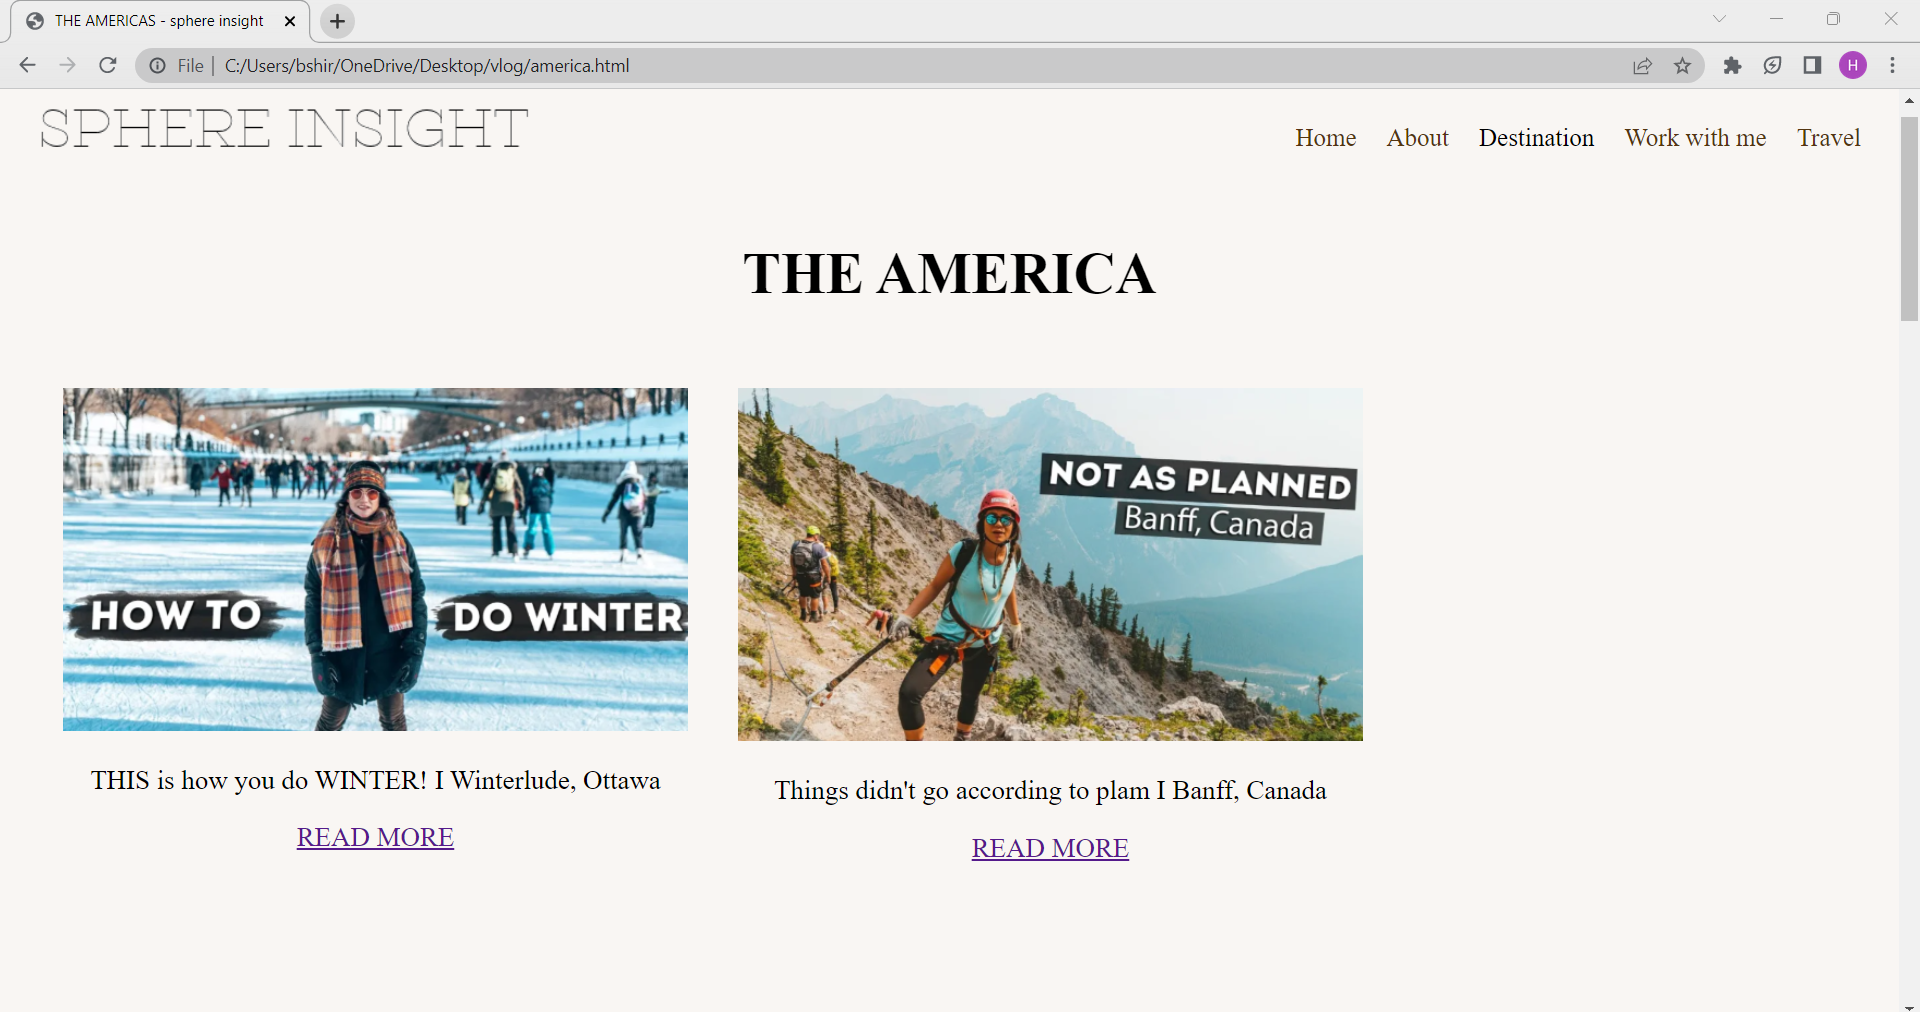 THE AMERICAS - sphere insight
File | C:/Users/bshir/OneDrive/Desktop/vlog/america.html
H
SPHERE INSIGHT
Home About Destination Work with me Travel
THE AMERICA
HOW TO DO WINTER
NOT AS PLANNED
Banff, Canada
THIS is how you do WINTER! I Winterlude, Ottawa
READ MORE
Things didn't go according to plam I Banff, Canada
READ MORE